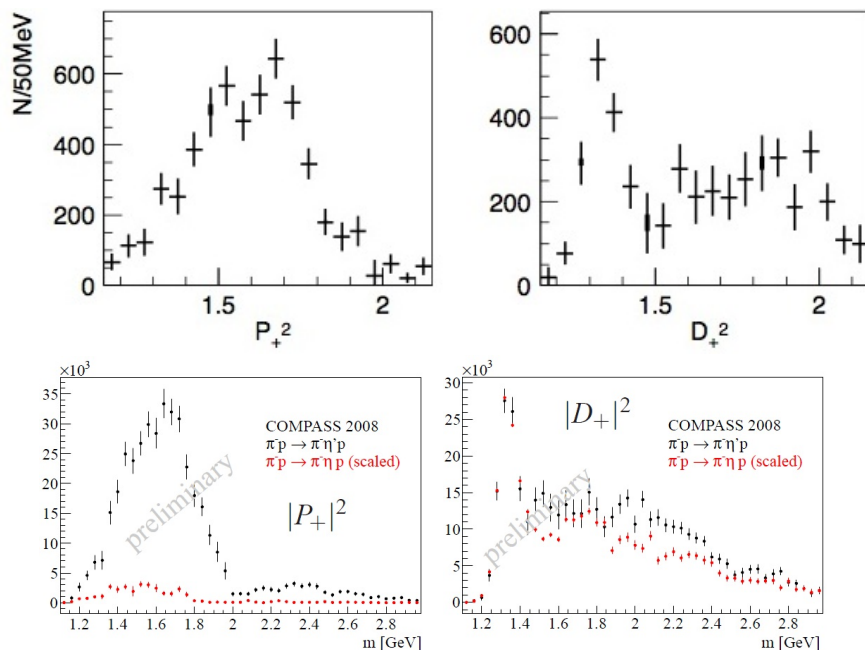 N/50MeV
600
400
200
0
1.5
2
P₊²
600
500
400
300
200
100
0
1.5
2
D₊²
×10³
35
30
25
20
15
10
5
0
COMPASS 2008
π⁻p → π⁻η'p
π⁻p → π⁻η p (scaled)
|P₊|²
preliminary
1.2 1.4 1.6 1.8 2 2.2 2.4 2.6 2.8
m [GeV]
×10³
30
25
20
15
10
5
0
|D₊|²
COMPASS 2008
π⁻p → π⁻η'p
π⁻p → π⁻η p (scaled)
preliminary
1.2 1.4 1.6 1.8 2 2.2 2.4 2.6 2.8
m [GeV]